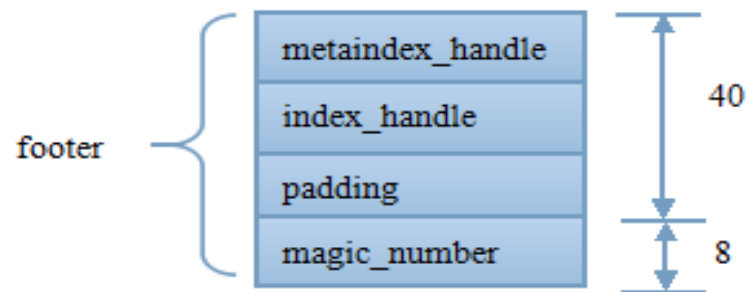 metaindex_handle
40
index_handle
footer
padding
magic_number
8